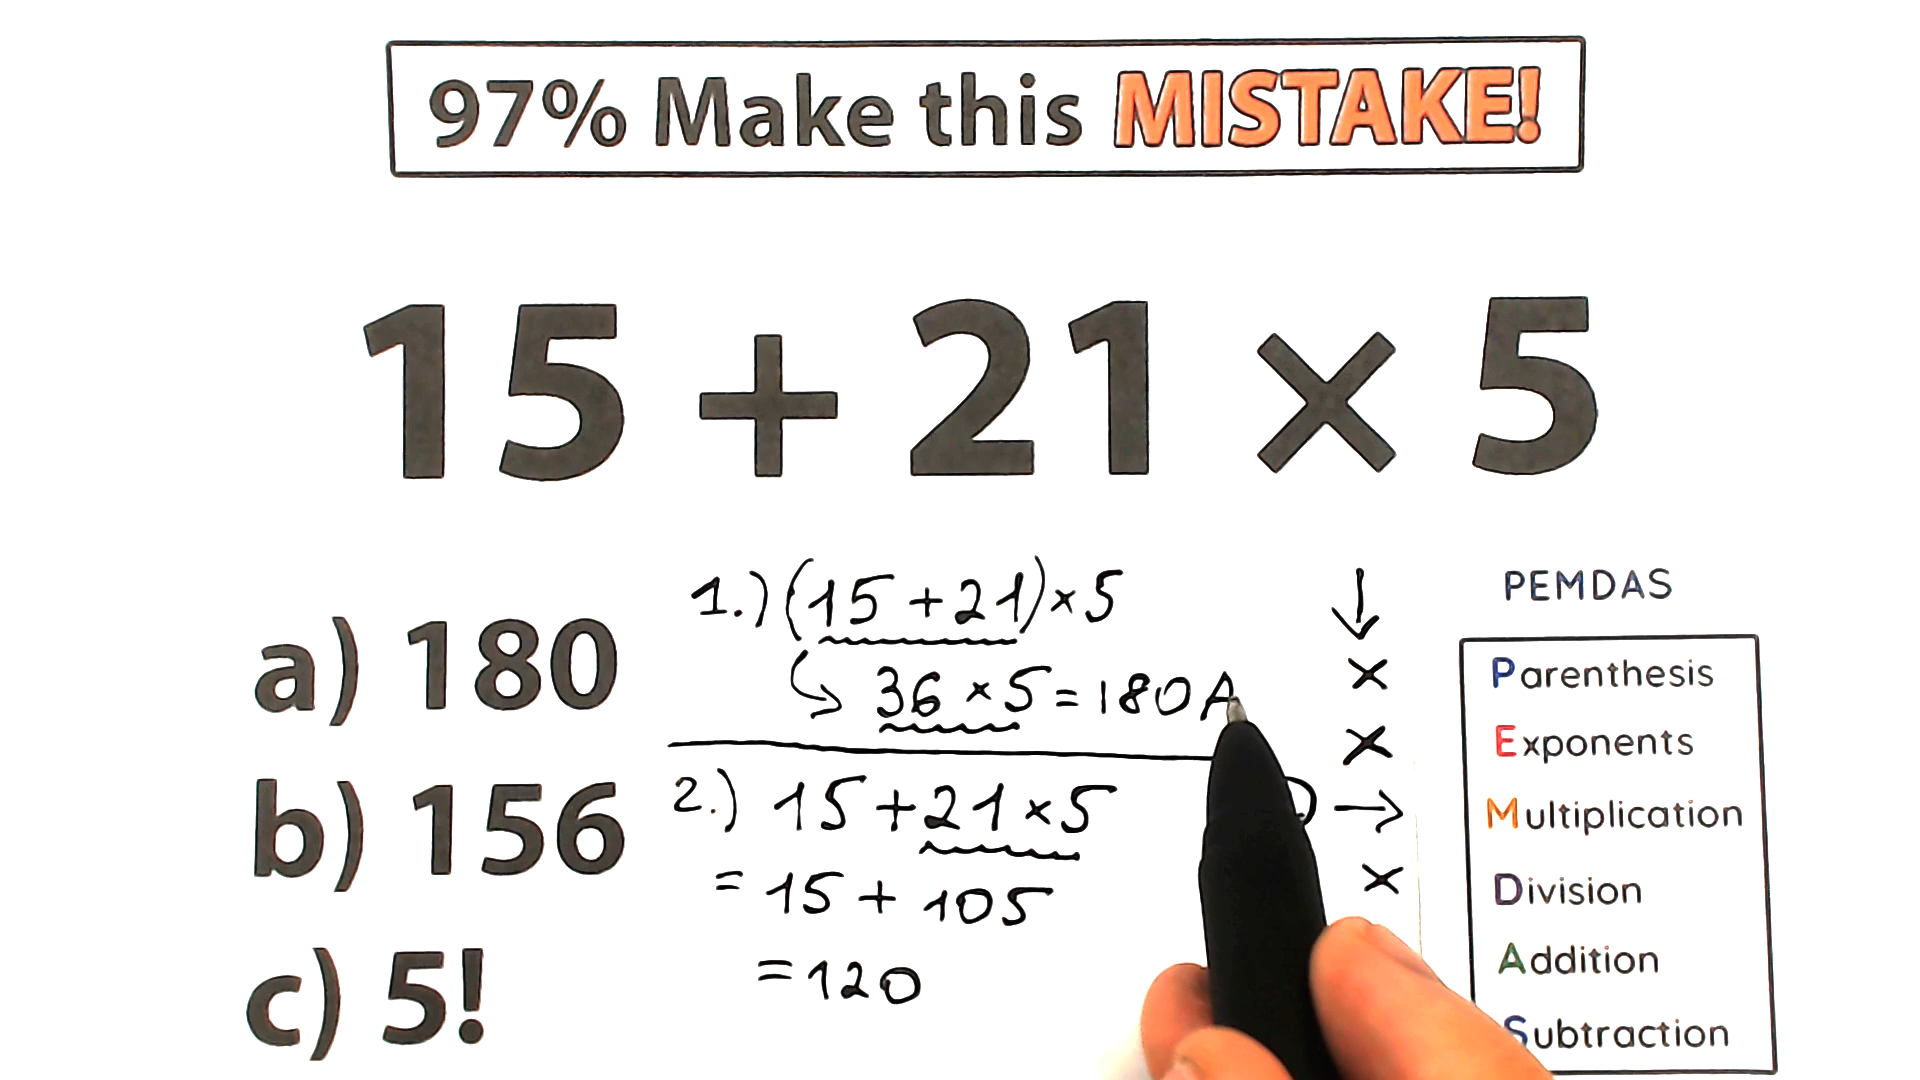 97% Make this MISTAKE!
15 + 21 × 5
a) 180
b) 156
c) 5!
1.) (15 + 21) × 5
36 × 5 = 180 A
2.) 15 + 21 × 5
= 15 + 105
= 120
PEMDAS
Parenthesis
Exponents
Multiplication
Division
Addition
Subtraction